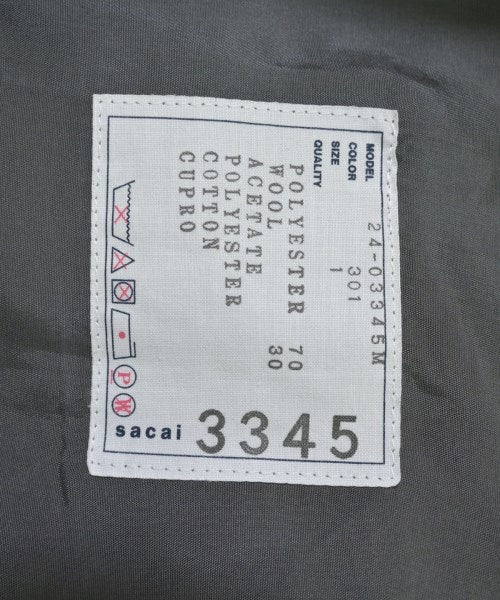 MODEL 24-03345M
COLOR 301
SIZE 1
QUALITY
POLYESTER 70
WOOL 30
ACETATE
POLYESTER
COTTON
CUPRO
P W
sacai 3345